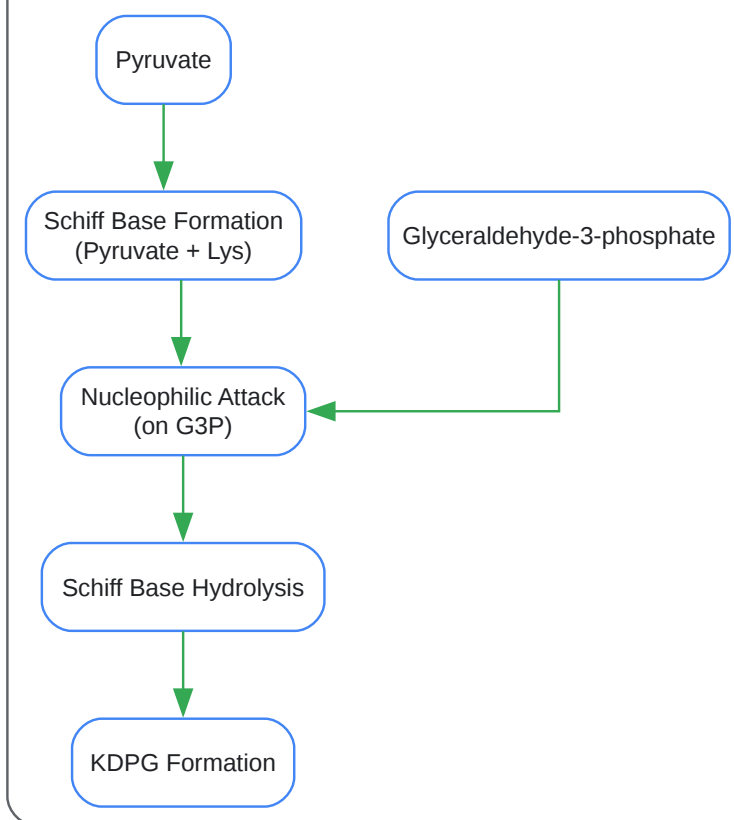 Pyruvate
Schiff Base Formation
(Pyruvate + Lys)
Glyceraldehyde-3-phosphate
Nucleophilic Attack
(on G3P)
Schiff Base Hydrolysis
KDPG Formation